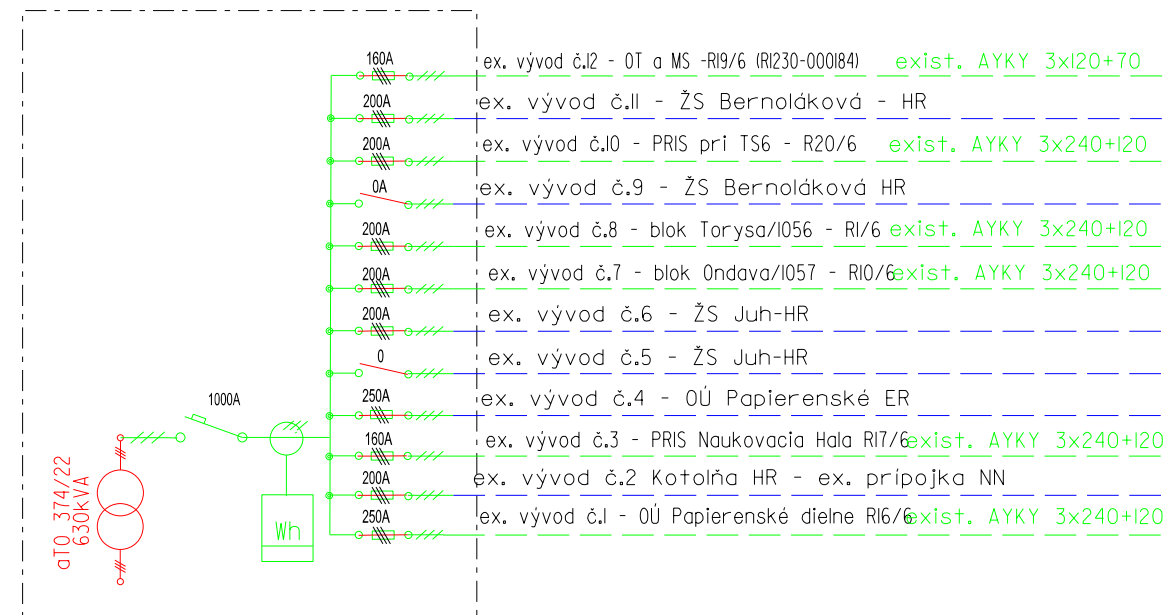 160A ex. vývod č.12 - OT a MS -R19/6 (R1230-000184) exist. AYKY 3x120+70
200A ex. vývod č.11 - ŽS Bernoláková - HR
200A ex. vývod č.10 - PRIS pri TS6 - R20/6 exist. AYKY 3x240+120
0A ex. vývod č.9 - ŽS Bernoláková HR
200A ex. vývod č.8 - blok Torysa/1056 - R1/6 exist. AYKY 3x240+120
200A ex. vývod č.7 - blok Ondava/1057 - R10/6 exist. AYKY 3x240+120
200A ex. vývod č.6 - ŽS Juh-HR
0 ex. vývod č.5 - ŽS Juh-HR
250A ex. vývod č.4 - OÚ Papierenské ER
160A ex. vývod č.3 - PRIS Naukovacia Hala R17/6 exist. AYKY 3x240+120
200A ex. vývod č.2 Kotolňa HR - ex. prípojka NN
250A ex. vývod č.1 - OÚ Papierenské dielne R16/6 exist. AYKY 3x240+120
1000A
aTO 374/22
630kVA
Wh